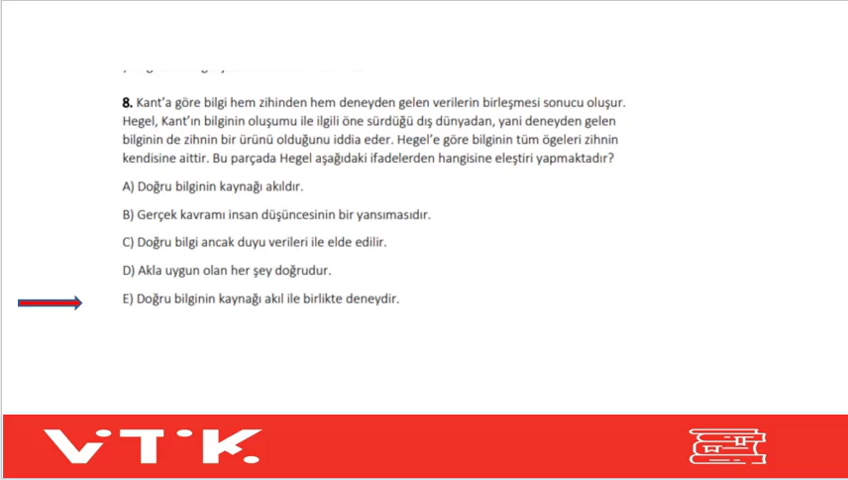 8. Kant'a göre bilgi hem zihinden hem deneyden gelen verilerin birleşmesi sonucu oluşur.
Hegel, Kant'ın bilginin oluşumu ile ilgili öne sürdüğü dış dünyadan, yani deneyden gelen
bilginin de zihnin bir ürünü olduğunu iddia eder. Hegel'e göre bilginin tüm ögeleri zihnin
kendisine aittir. Bu parçada Hegel aşağıdaki ifadelerden hangisine eleştiri yapmaktadır?
A) Doğru bilginin kaynağı akıldır.
B) Gerçek kavramı insan düşüncesinin bir yansımasıdır.
C) Doğru bilgi ancak duyu verileri ile elde edilir.
D) Akla uygun olan her şey doğrudur.
E) Doğru bilginin kaynağı akıl ile birlikte deneydir.
VTK